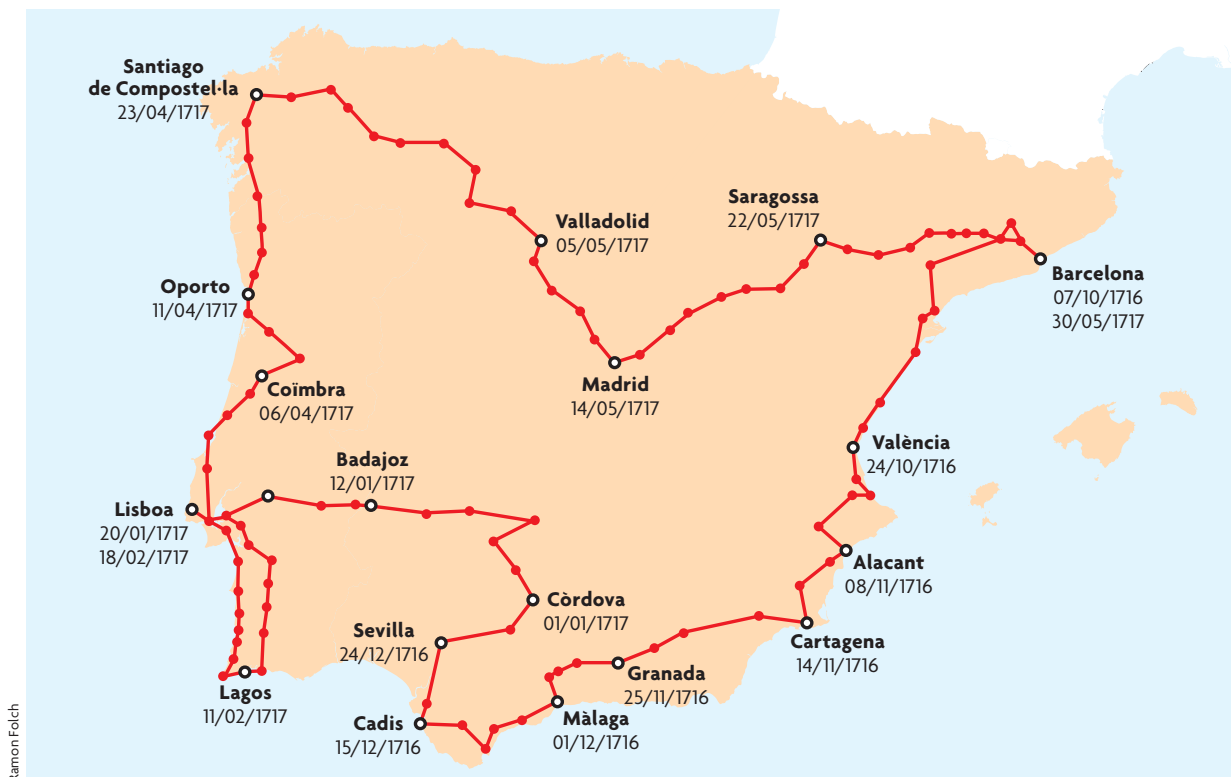 Santiago
de Compostel·la
23/04/1717
Saragossa
22/05/1717
Valladolid
05/05/1717
Barcelona
07/10/1716
30/05/1717
Oporto
11/04/1717
Madrid
14/05/1717
Coïmbra
06/04/1717
València
24/10/1716
Badajoz
12/01/1717
Lisboa
20/01/1717
18/02/1717
Alacant
08/11/1716
Còrdova
01/01/1717
Sevilla
24/12/1716
Cartagena
14/11/1716
Granada
25/11/1716
Lagos
11/02/1717
Màlaga
01/12/1716
Cadis
15/12/1716
Ramon Folch